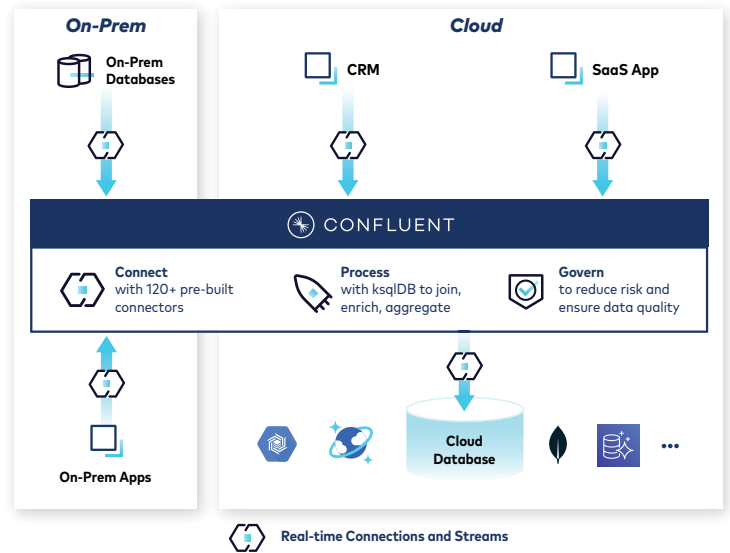 On-Prem
Cloud
On-Prem
Databases
CRM
SaaS App
CONFLUENT
Connect
with 120+ pre-built
connectors
Process
with ksqlDB to join,
enrich, aggregate
Govern
to reduce risk and
ensure data quality
On-Prem Apps
Cloud
Database
•••
Real-time Connections and Streams